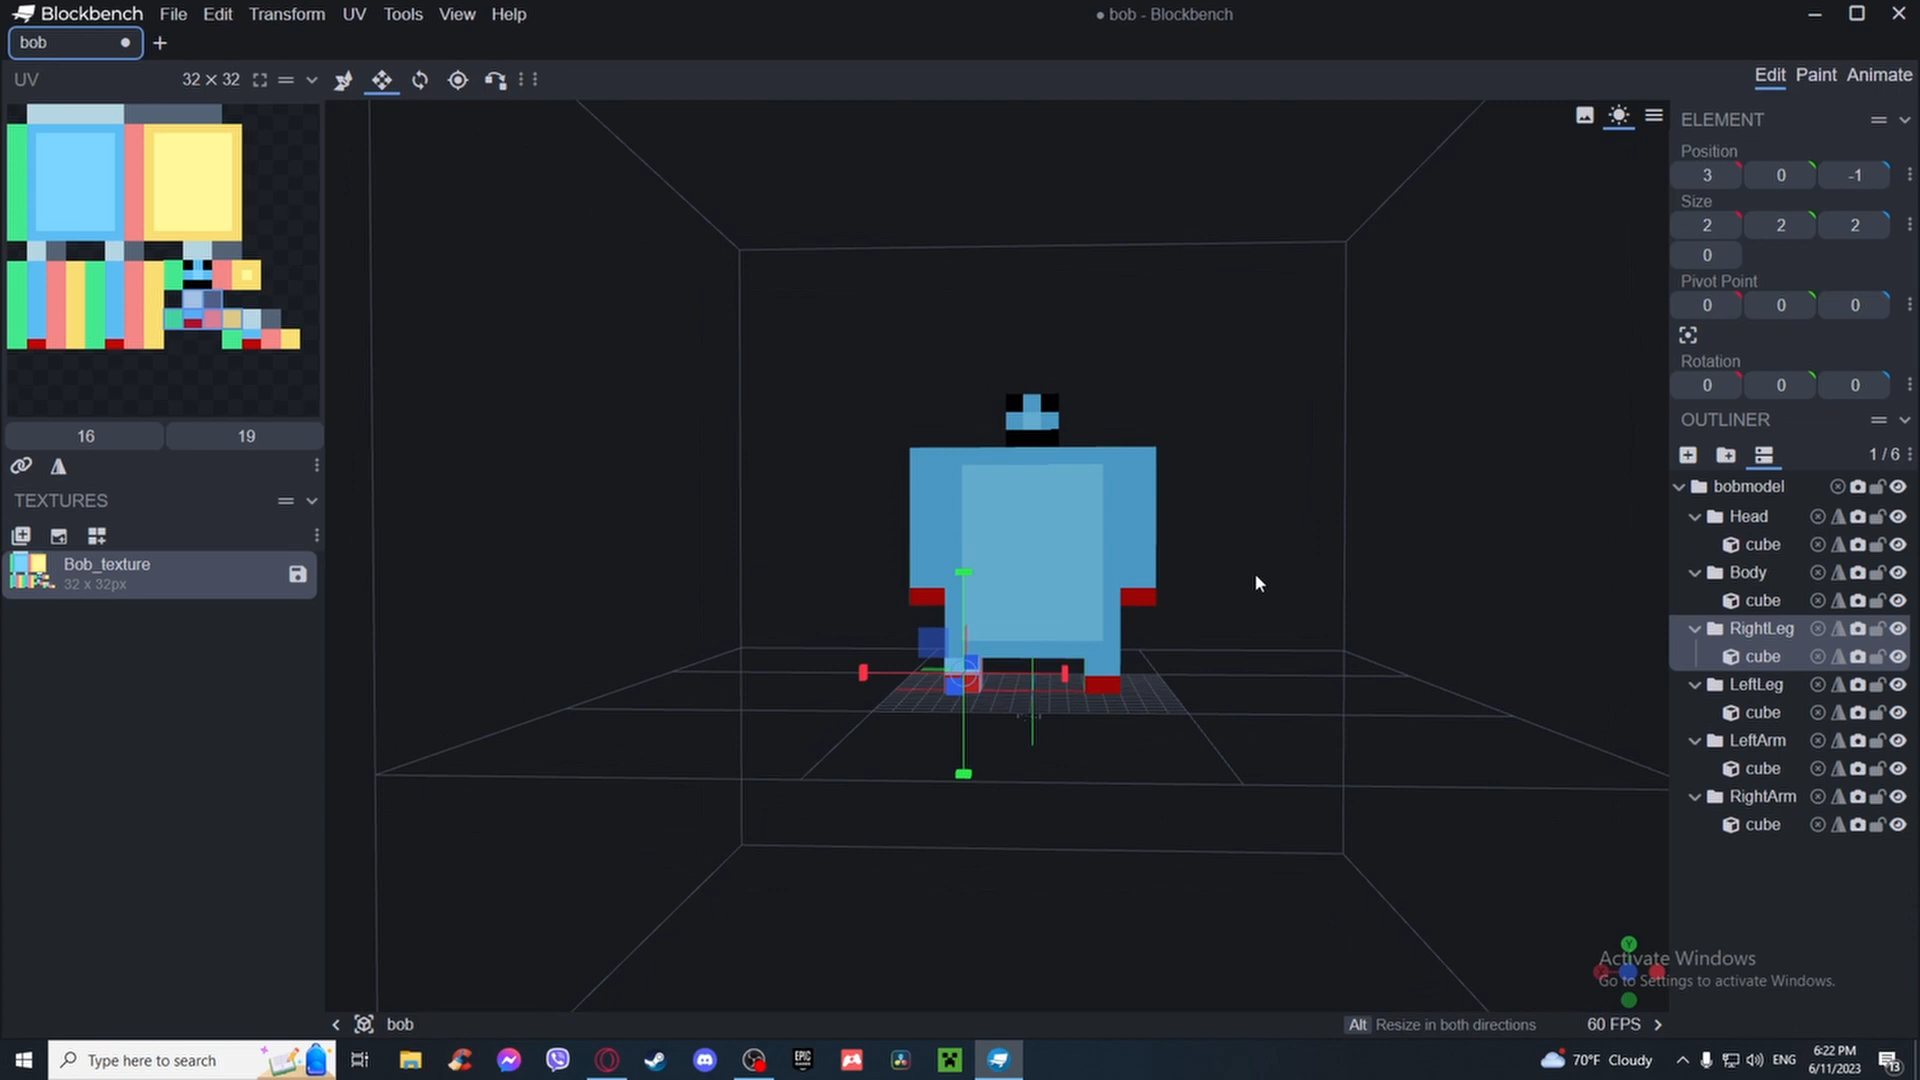 Blockbench File Edit Transform UV Tools View Help
● bob - Blockbench
bob
UV 32 × 32
Edit Paint Animate
ELEMENT
Position
3 0 -1
Size
2 2 2
0
Pivot Point
0 0 0
Rotation
0 0 0
16 19
TEXTURES
Bob_texture
32 x 32px
OUTLINER
1 / 6
bobmodel
Head
cube
Body
cube
RightLeg
cube
LeftLeg
cube
LeftArm
cube
RightArm
cube
Y
Activate Windows
Go to Settings to activate Windows.
bob
Alt Resize in both directions 60 FPS
Type here to search
EPIC
70°F Cloudy
ENG
6:22 PM
6/11/2023
13